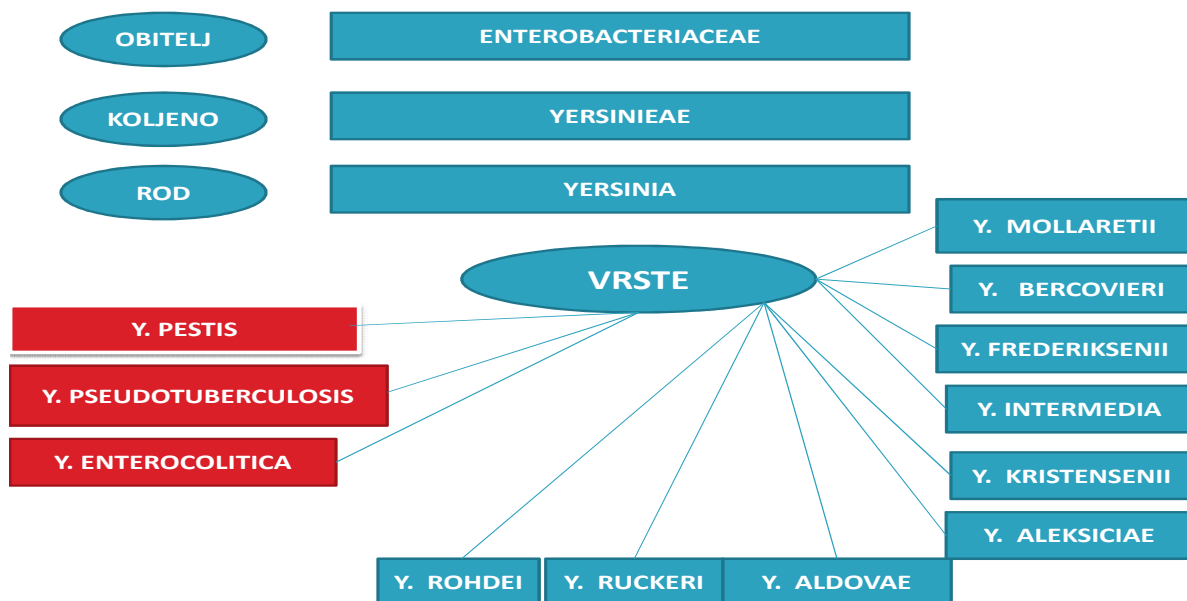 OBITELJ
ENTEROBACTERIACEAE
KOLJENO
YERSINIEAE
ROD
YERSINIA
VRSTE
Y. PESTIS
Y. PSEUDOTUBERCULOSIS
Y. ENTEROCOLITICA
Y. MOLLARETII
Y. BERCOVIERI
Y. FREDERIKSENII
Y. INTERMEDIA
Y. KRISTENSENII
Y. ALEKSICIAE
Y. ROHDEI
Y. RUCKERI
Y. ALDOVAE